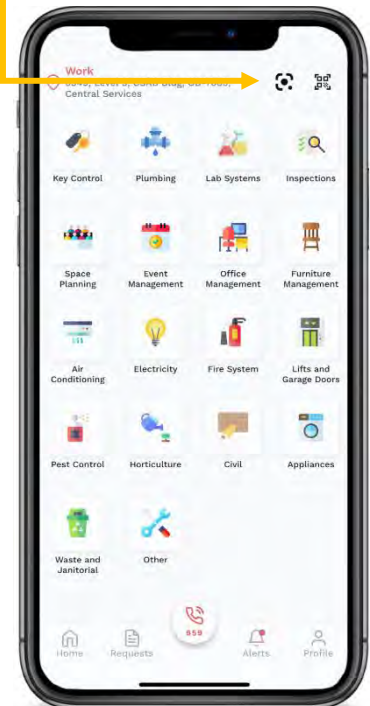 Work
Central Services
Key Control
Plumbing
Lab Systems
Inspections
Space
Planning
Event
Management
Office
Management
Furniture
Management
Air
Conditioning
Electricity
Fire System
Lifts and
Garage Doors
Pest Control
Horticulture
Civil
Appliances
Waste and
Janitorial
Other
959
Home
Requests
Alerts
Profile